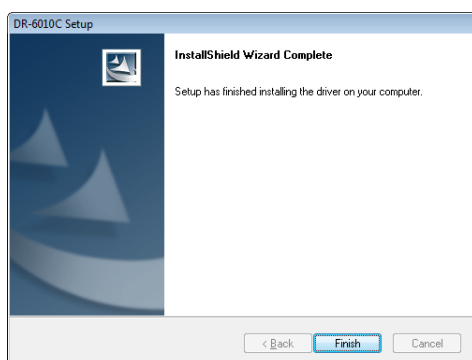 DR-6010C Setup
InstallShield Wizard Complete
Setup has finished installing the driver on your computer.
< Back
Finish
Cancel